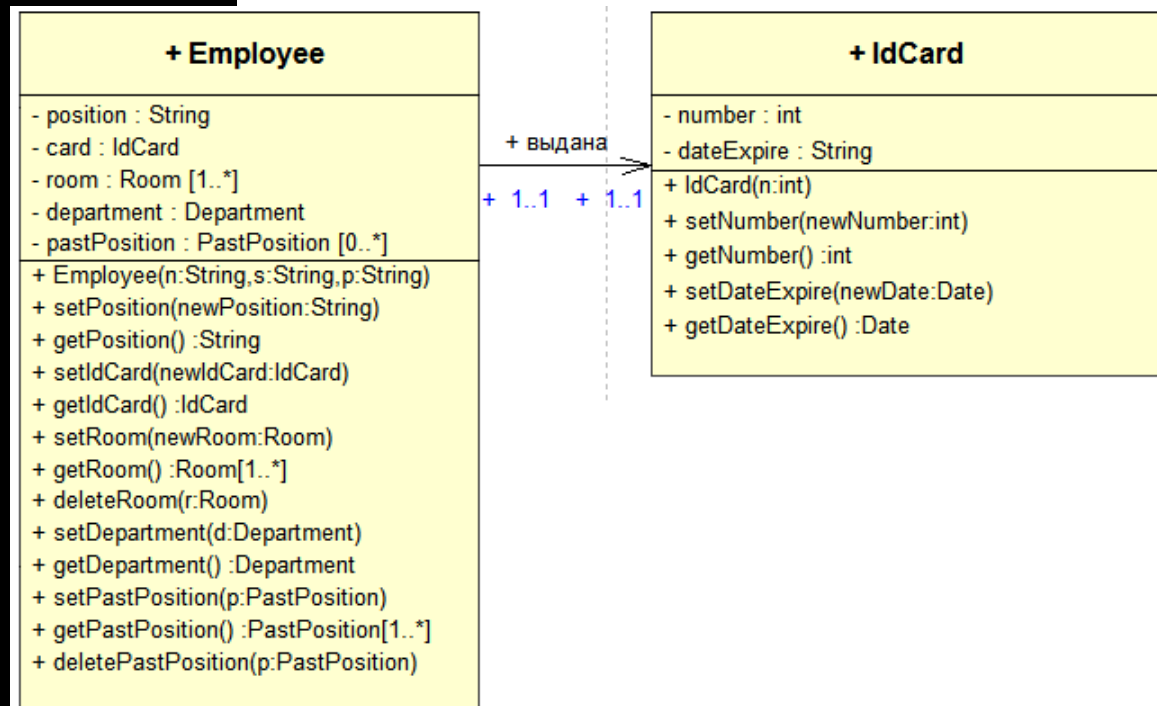 + Employee
- position : String
- card : IdCard
- room : Room [1..*]
- department : Department
- pastPosition : PastPosition [0..*]
+ Employee(n:String,s:String,p:String)
+ setPosition(newPosition:String)
+ getPosition() :String
+ setIdCard(newIdCard:IdCard)
+ getIdCard() :IdCard
+ setRoom(newRoom:Room)
+ getRoom() :Room[1..*]
+ deleteRoom(r:Room)
+ setDepartment(d:Department)
+ getDepartment() :Department
+ setPastPosition(p:PastPosition)
+ getPastPosition() :PastPosition[1..*]
+ deletePastPosition(p:PastPosition)
+ выдана
+ 1..1 + 1..1
+ IdCard
- number : int
- dateExpire : String
+ IdCard(n:int)
+ setNumber(newNumber:int)
+ getNumber() :int
+ setDateExpire(newDate:Date)
+ getDateExpire() :Date